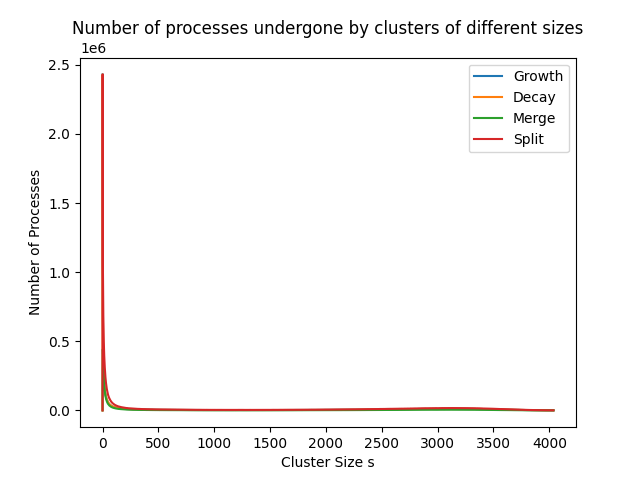 Number of processes undergone by clusters of different sizes
1e6
2.5
2.0
1.5
1.0
0.5
0.0
Number of Processes
Growth
Decay
Merge
Split
0 500 1000 1500 2000 2500 3000 3500 4000
Cluster Size s